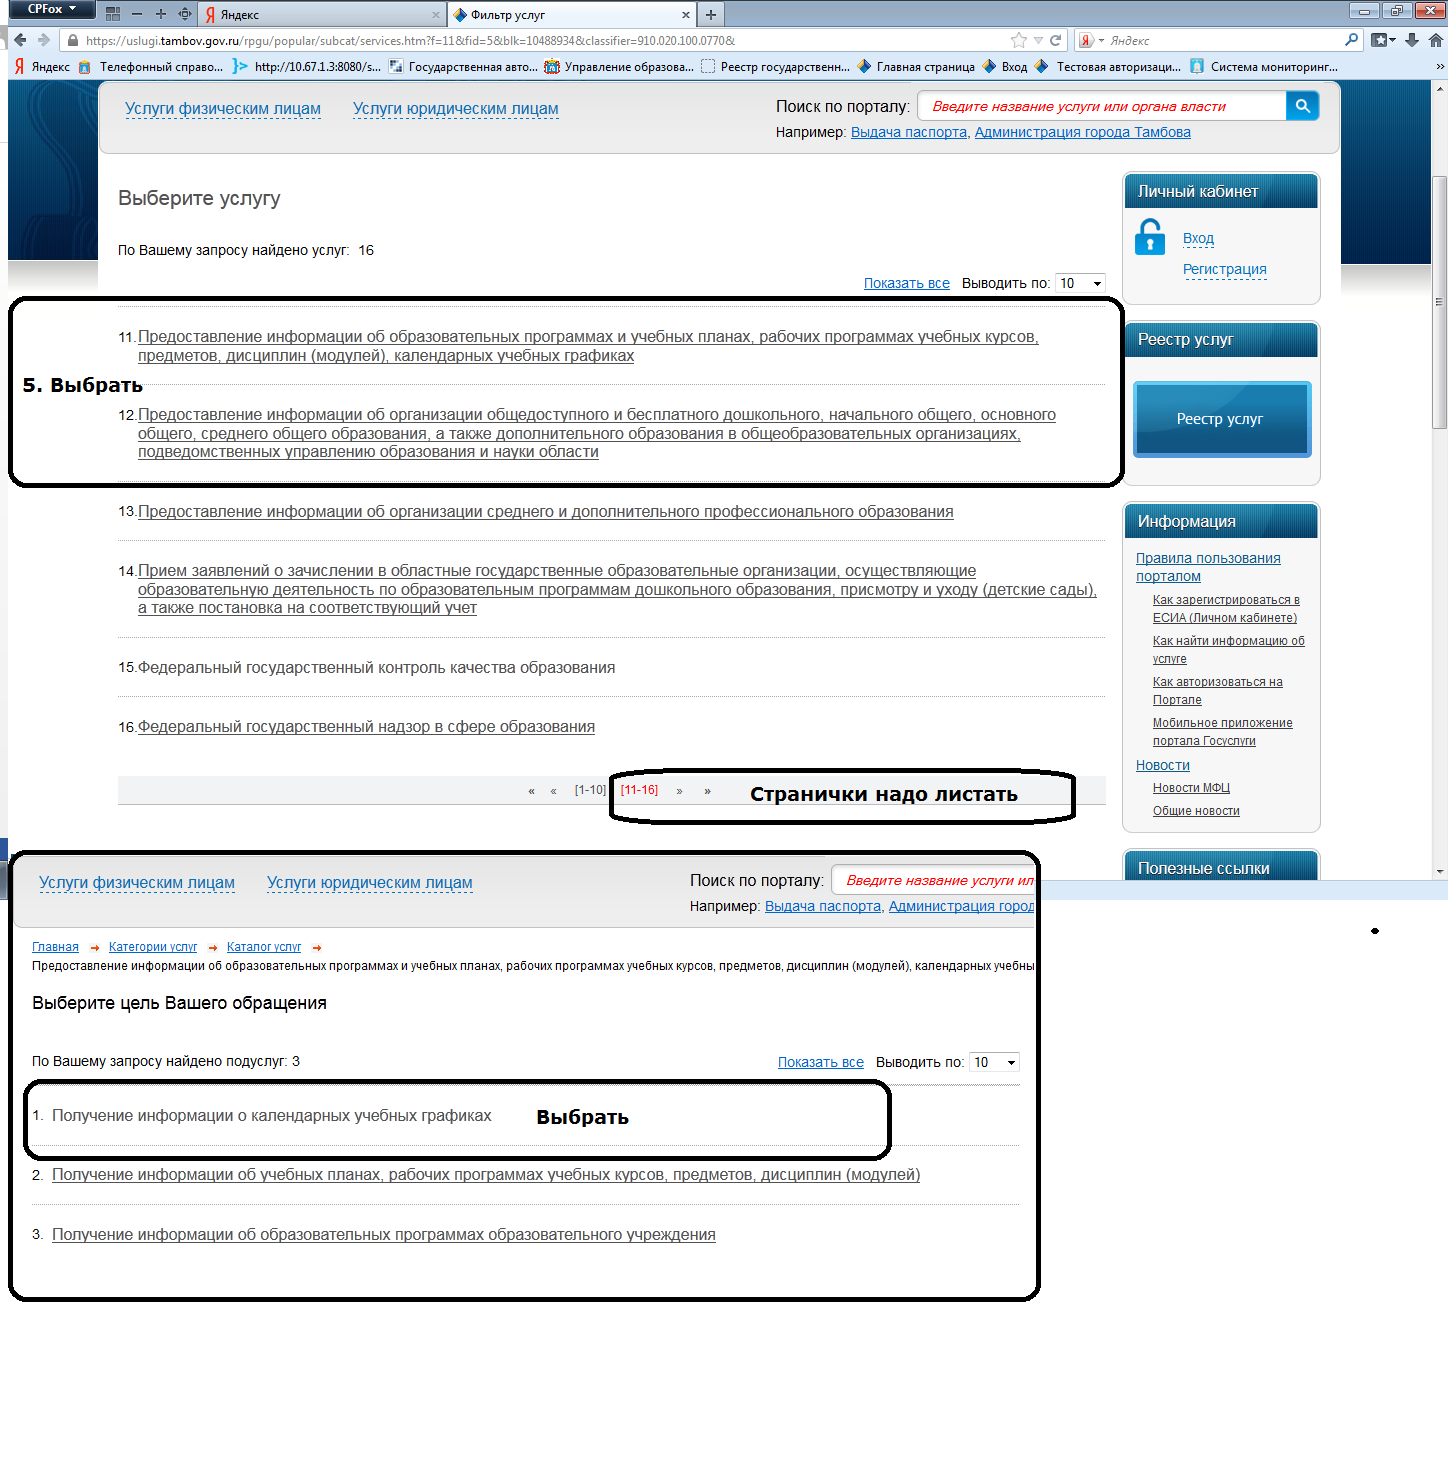 CPFox
Яндекс
Фильтр услуг
https://uslugi.tambov.gov.ru/rpgu/popular/subcat/services.htm?f=11&fid=5&blk=10488934&classifier=910.020.100.0770&
Яндекс
Яндекс
Телефонный справо...
http://10.67.1.3:8080/s...
Государственная авто...
Управление образова...
Реестр государственн...
Главная страница
Вход
Тестовая авторизаци...
Система мониторинг...
Услуги физическим лицам
Услуги юридическим лицам
Поиск по порталу:
Введите название услуги или органа власти
Например: Выдача паспорта, Администрация города Тамбова
Выберите услугу
По Вашему запросу найдено услуг: 16
Показать все
Выводить по: 10
11. Предоставление информации об образовательных программах и учебных планах, рабочих программах учебных курсов,
предметов, дисциплин (модулей), календарных учебных графиках
5. Выбрать
12. Предоставление информации об организации общедоступного и бесплатного дошкольного, начального общего, основного
общего, среднего общего образования, а также дополнительного образования в общеобразовательных организациях,
подведомственных управлению образования и науки области
13. Предоставление информации об организации среднего и дополнительного профессионального образования
14. Прием заявлений о зачислении в областные государственные образовательные организации, осуществляющие
образовательную деятельность по образовательным программам дошкольного образования, присмотру и уходу (детские сады),
а также постановка на соответствующий учет
15. Федеральный государственный контроль качества образования
16. Федеральный государственный надзор в сфере образования
« « [1-10] [11-16] » »
Странички надо листать
Личный кабинет
Вход
Регистрация
Реестр услуг
Реестр услуг
Информация
Правила пользования
порталом
Как зарегистрироваться в
ЕСИА (Личном кабинете)
Как найти информацию об
услуге
Как авторизоваться на
Портале
Мобильное приложение
портала Госуслуги
Новости
Новости МФЦ
Общие новости
Полезные ссылки
Услуги физическим лицам
Услуги юридическим лицам
Поиск по порталу:
Введите название услуги ил
Например: Выдача паспорта, Администрация город
Главная
Категории услуг
Каталог услуг
Предоставление информации об образовательных программах и учебных планах, рабочих программах учебных курсов, предметов, дисциплин (модулей), календарных учебны
Выберите цель Вашего обращения
По Вашему запросу найдено подуслуг: 3
Показать все
Выводить по: 10
1. Получение информации о календарных учебных графиках
Выбрать
2. Получение информации об учебных планах, рабочих программах учебных курсов, предметов, дисциплин (модулей)
3. Получение информации об образовательных программах образовательного учреждения